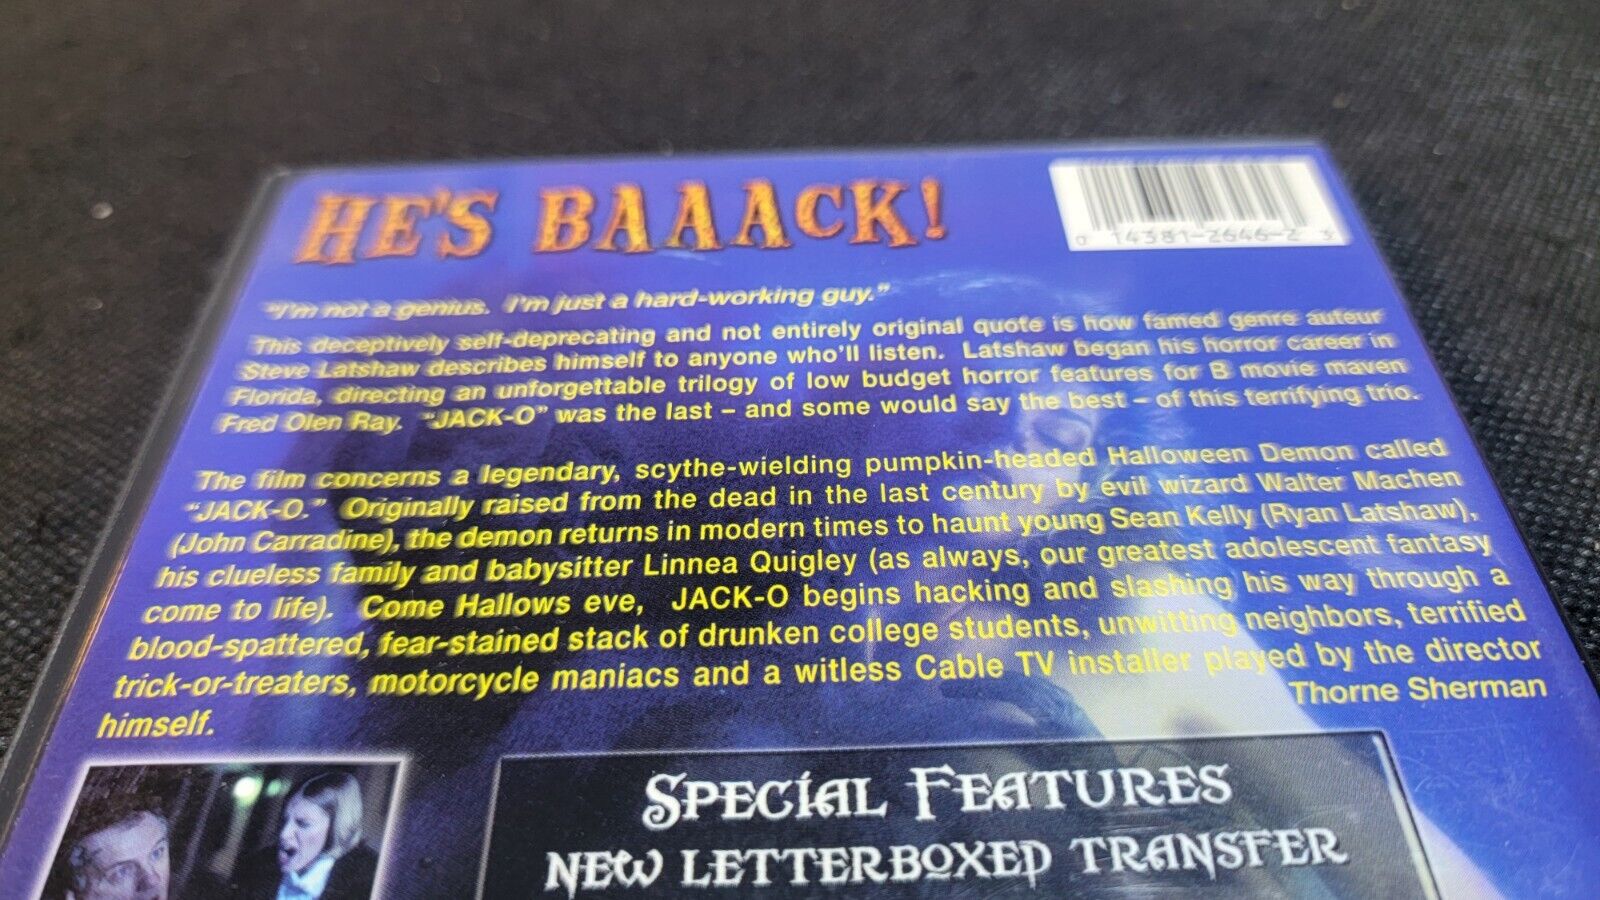 HE'S BAAACK!
0 14381-2646-2 3
"I'm not a genius. I'm just a hard-working guy."
This deceptively self-deprecating and not entirely original quote is how famed genre auteur
Steve Latshaw describes himself to anyone who'll listen. Latshaw began his horror career in
Florida, directing an unforgettable trilogy of low budget horror features for B movie maven
Fred Olen Ray. "JACK-O" was the last – and some would say the best – of this terrifying trio.
The film concerns a legendary, scythe-wielding pumpkin-headed Halloween Demon called
"JACK-O." Originally raised from the dead in the last century by evil wizard Walter Machen
(John Carradine), the demon returns in modern times to haunt young Sean Kelly (Ryan Latshaw),
his clueless family and babysitter Linnea Quigley (as always, our greatest adolescent fantasy
come to life). Come Hallows eve, JACK-O begins hacking and slashing his way through a
blood-spattered, fear-stained stack of drunken college students, unwitting neighbors, terrified
trick-or-treaters, motorcycle maniacs and a witless Cable TV installer played by the director
himself.
Thorne Sherman
SPECIAL FEATURES
NEW LETTERBOXED TRANSFER